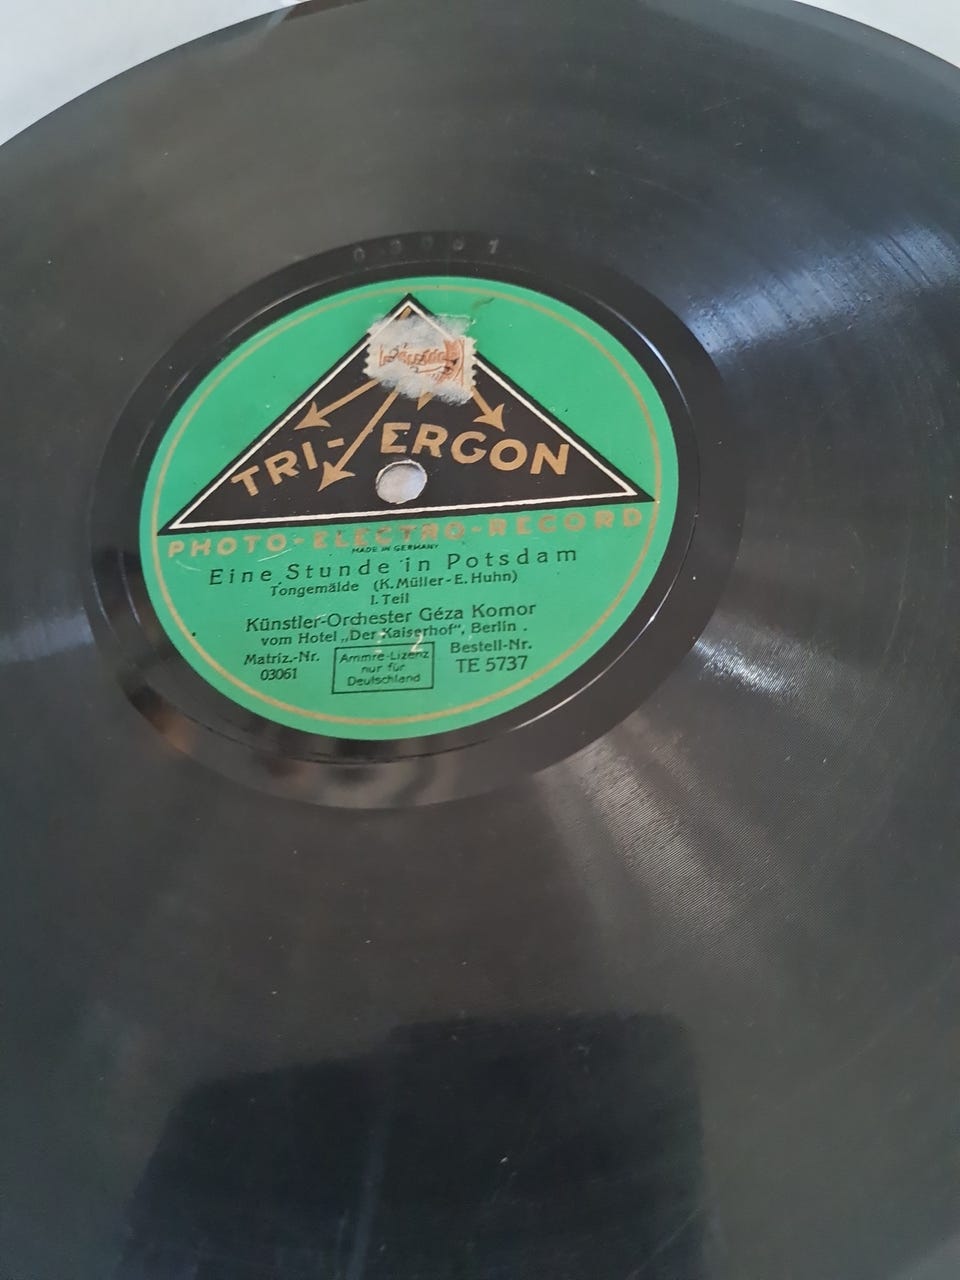 03061
TRI-ERGON
PHOTO-ELECTRO-RECORD
MADE IN GERMANY
Eine Stunde in Potsdam
Tongemälde (K. Müller-E. Huhn)
I. Teil
Künstler-Orchester Géza Komor
vom Hotel „Der Kaiserhof", Berlin.
Matriz.-Nr.
03061
Ammre-Lizenz
nur für
Deutschland
Bestell-Nr.
TE 5737